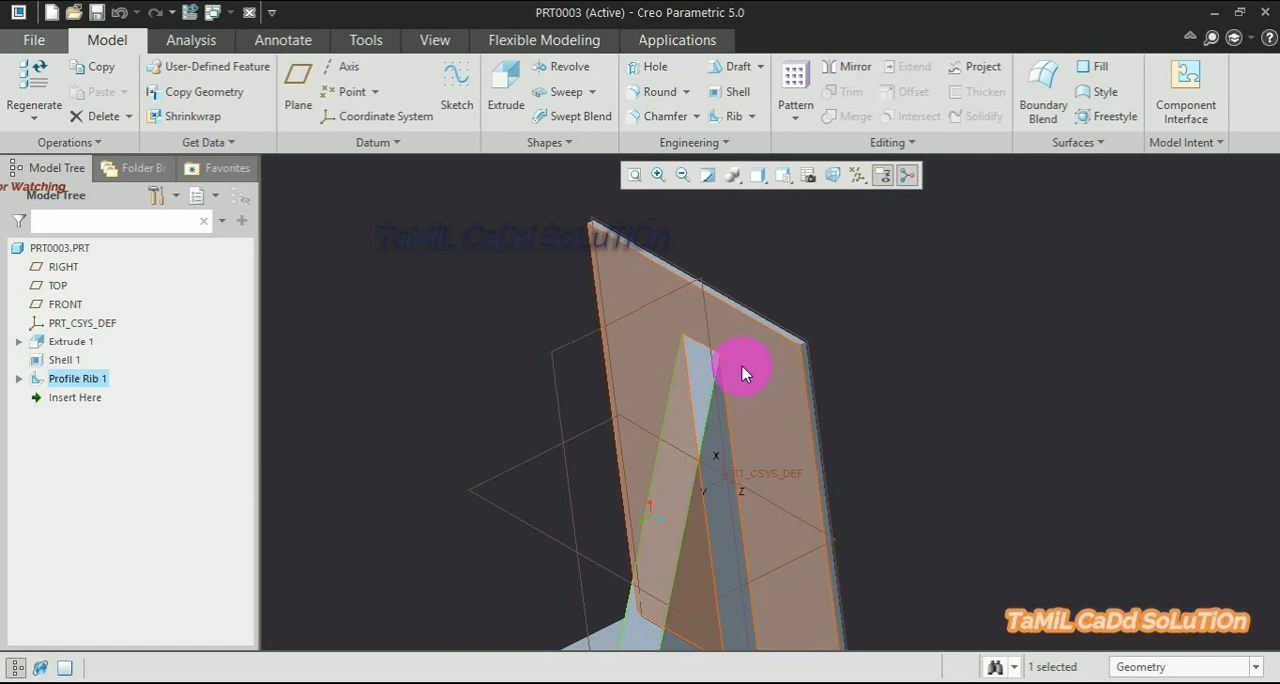 PRT0003 (Active) - Creo Parametric 5.0
File Model Analysis Annotate Tools View Flexible Modeling Applications
Regenerate
Copy
Paste
Delete
Operations
User-Defined Feature
Copy Geometry
Shrinkwrap
Get Data
Plane
Axis
Point
Coordinate System
Sketch
Datum
Extrude
Revolve
Sweep
Swept Blend
Shapes
Hole
Round
Chamfer
Draft
Shell
Rib
Engineering
Pattern
Mirror
Trim
Merge
Extend
Offset
Intersect
Project
Thicken
Solidify
Editing
Boundary
Blend
Fill
Style
Freestyle
Surfaces
Component
Interface
Model Intent
Model Tree
Folder B
Favorites
or Watching
Model Tree
PRT0003.PRT
RIGHT
TOP
FRONT
PRT_CSYS_DEF
Extrude 1
Shell 1
Profile Rib 1
Insert Here
TaMiL CaDd SoLuTiOn
X
PRT_CSYS_DEF
Y
Z
TaMiL CaDd SoLuTiOn
1 selected
Geometry